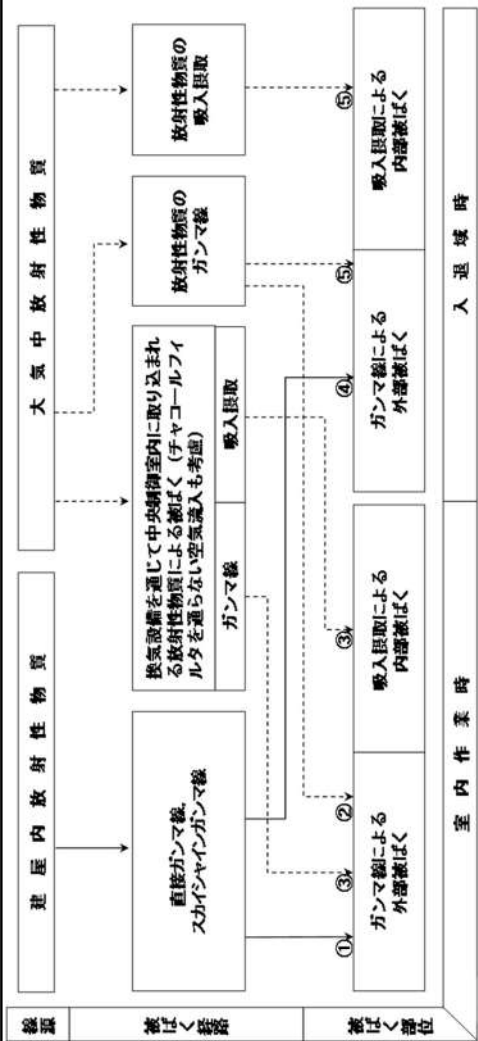 線源
建屋内放射性物質
大気中放射性物質
被ばく経路
直接ガンマ線,
スカイシャインガンマ線
換気設備を通じて中央制御室内に取り込まれ
る放射性物質による被ばく（チャコールフィ
ルタを通らない空気流入も考慮）
ガンマ線
吸入摂取
放射性物質の
ガンマ線
放射性物質の
吸入摂取
被ばく部位
①
③
②
③
④
⑤
⑤
ガンマ線による
外部被ばく
吸入摂取による
内部被ばく
ガンマ線による
外部被ばく
吸入摂取による
内部被ばく
室内作業時
入退域時